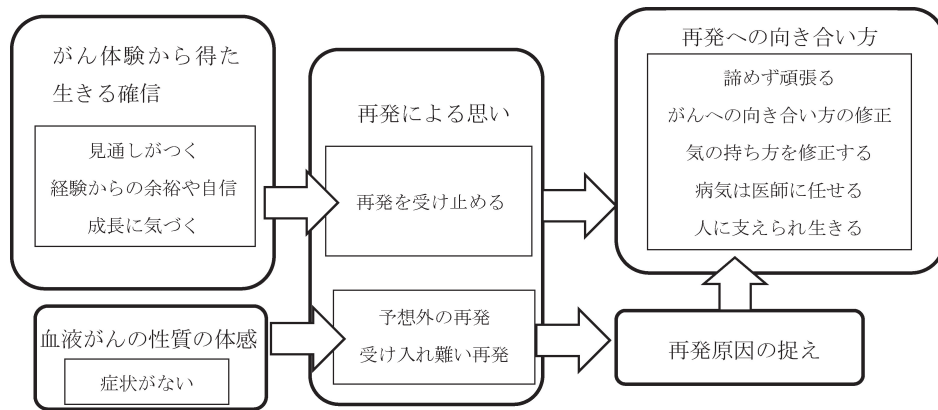 がん体験から得た
生きる確信
見通しがつく
経験からの余裕や自信
成長に気づく
血液がんの性質の体感
症状がない
再発による思い
再発を受け止める
予想外の再発
受け入れ難い再発
再発への向き合い方
諦めず頑張る
がんへの向き合い方の修正
気の持ち方を修正する
病気は医師に任せる
人に支えられ生きる
再発原因の捉え